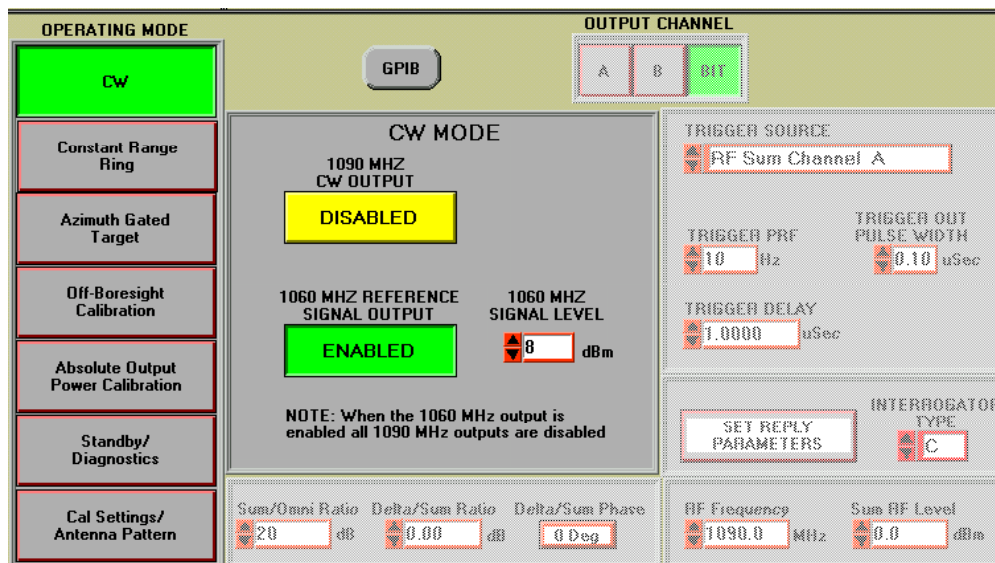 OPERATING MODE
CW
Constant Range
Ring
Azimuth Gated
Target
Off-Boresight
Calibration
Absolute Output
Power Calibration
Standby/
Diagnostics
Cal Settings/
Antenna Pattern
GPIB
OUTPUT CHANNEL
A B BIT
CW MODE
1090 MHZ
CW OUTPUT
DISABLED
1060 MHZ REFERENCE
SIGNAL OUTPUT
ENABLED
1060 MHZ
SIGNAL LEVEL
8 dBm
NOTE: When the 1060 MHz output is
enabled all 1090 MHz outputs are disabled
TRIGGER SOURCE
RF Sum Channel A
TRIGGER PRF
10 Hz
TRIGGER OUT
PULSE WIDTH
0.10 uSec
TRIGGER DELAY
1.0000 uSec
SET REPLY
PARAMETERS
INTERROGATOR
TYPE
C
Sum/Omni Ratio
20 dB
Delta/Sum Ratio
0.00 dB
Delta/Sum Phase
0 Deg
RF Frequency
1090.0 MHz
Sum RF Level
0.0 dBm